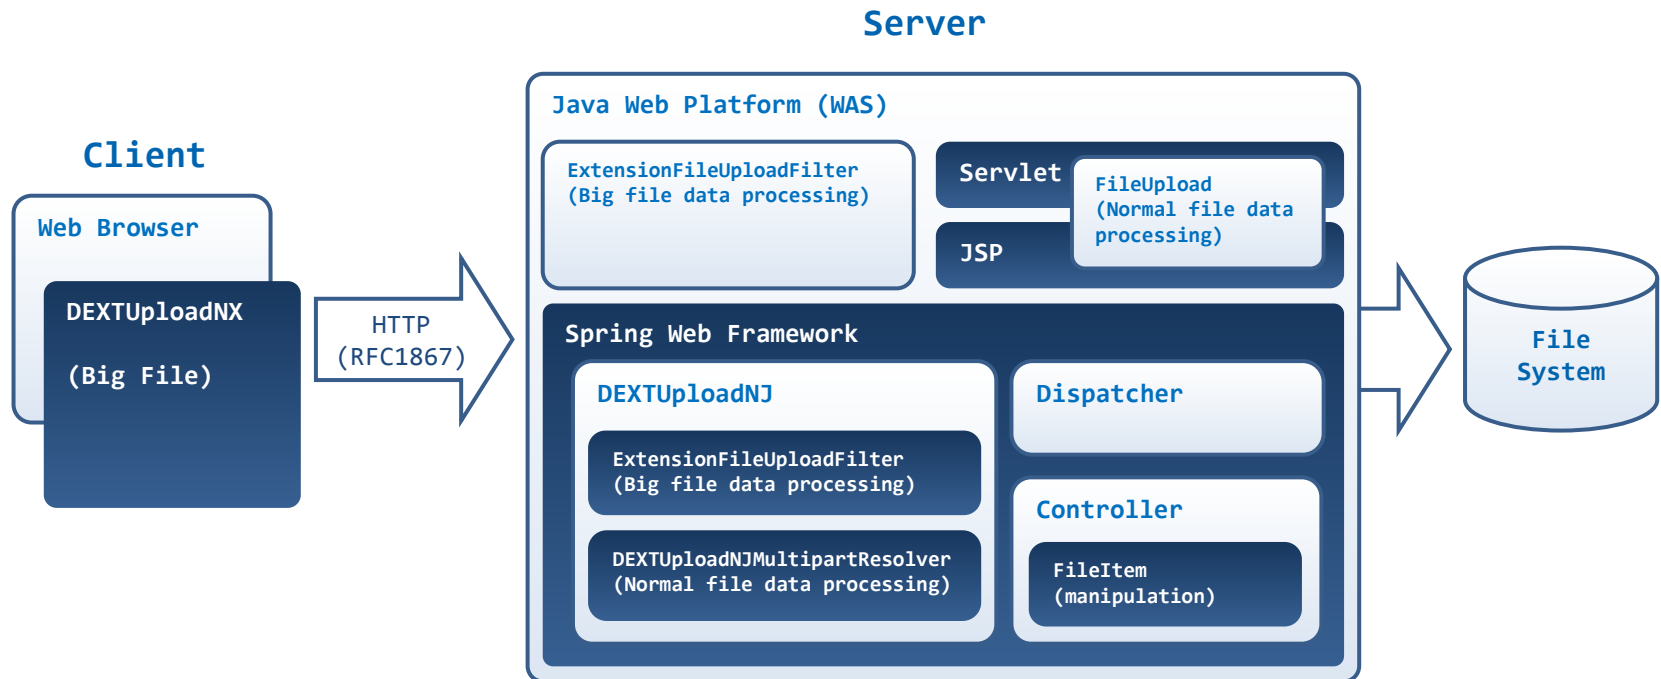 Server
Client
Web Browser
DEXTUploadNX
(Big File)
HTTP
(RFC1867)
Java Web Platform (WAS)
ExtensionFileUploadFilter
(Big file data processing)
Servlet
JSP
FileUpload
(Normal file data
processing)
Spring Web Framework
DEXTUploadNJ
ExtensionFileUploadFilter
(Big file data processing)
DEXTUploadNJMultipartResolver
(Normal file data processing)
Dispatcher
Controller
FileItem
(manipulation)
File
System